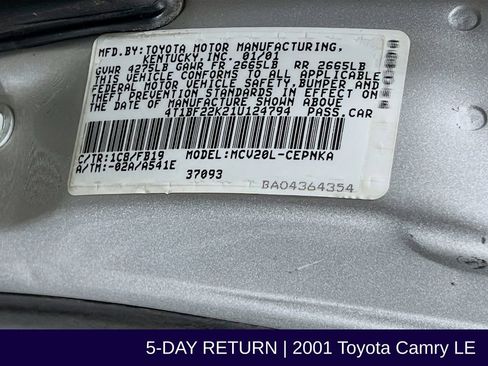 MFD.BY:TOYOTA MOTOR MANUFACTURING,
KENTUCKY,INC. 01/01
GVWR 4275LB GAWR FR 2665LB RR 2665LB
THIS VEHICLE CONFORMS TO ALL APPLICABLE
FEDERAL MOTOR VEHICLE SAFETY,BUMPER,AND
THEFT PREVENTION STANDARDS IN EFFECT ON
THE DATE OF MANUFACTURE SHOWN ABOVE.
4T1BF22K21U124794 PASS.CAR
C/TR:1C8/FB19 MODEL:MCV20L-CEPNKA
A/TM:-02A/A541E 37093
BA04364354
5-DAY RETURN | 2001 Toyota Camry LE